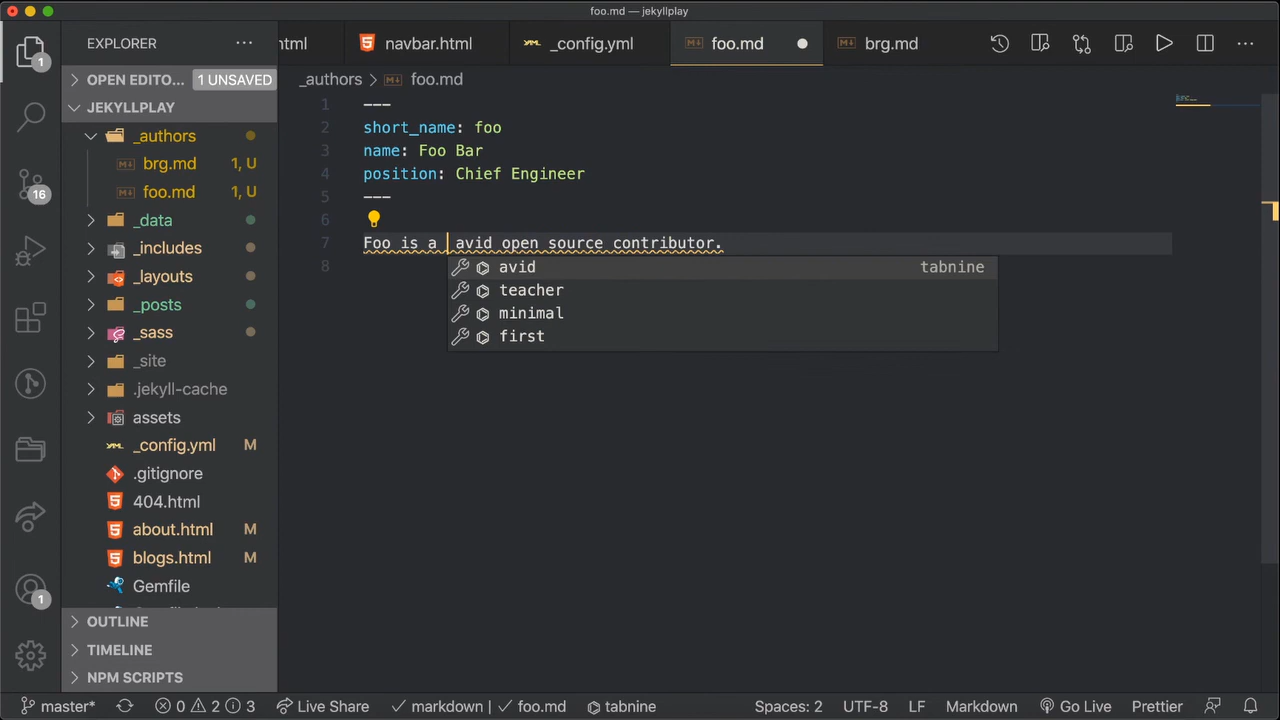 foo.md — jekyllplay
EXPLORER
html
navbar.html
_config.yml
foo.md
brg.md
1
OPEN EDITO...
1 UNSAVED
_authors
foo.md
JEKYLLPLAY
_authors
brg.md
1, U
foo.md
1, U
16
_data
_includes
_layouts
_posts
_sass
_site
.jekyll-cache
assets
_config.yml
M
.gitignore
404.html
about.html
M
blogs.html
M
Gemfile
1
OUTLINE
TIMELINE
NPM SCRIPTS
1 ---
2 short_name: foo
3 name: Foo Bar
4 position: Chief Engineer
5 ---
6
7 Foo is a avid open source contributor.
8
avid
tabnine
teacher
minimal
first
master*
0
2
3
Live Share
markdown | ✓ foo.md
tabnine
Spaces: 2
UTF-8
LF
Markdown
Go Live
Prettier